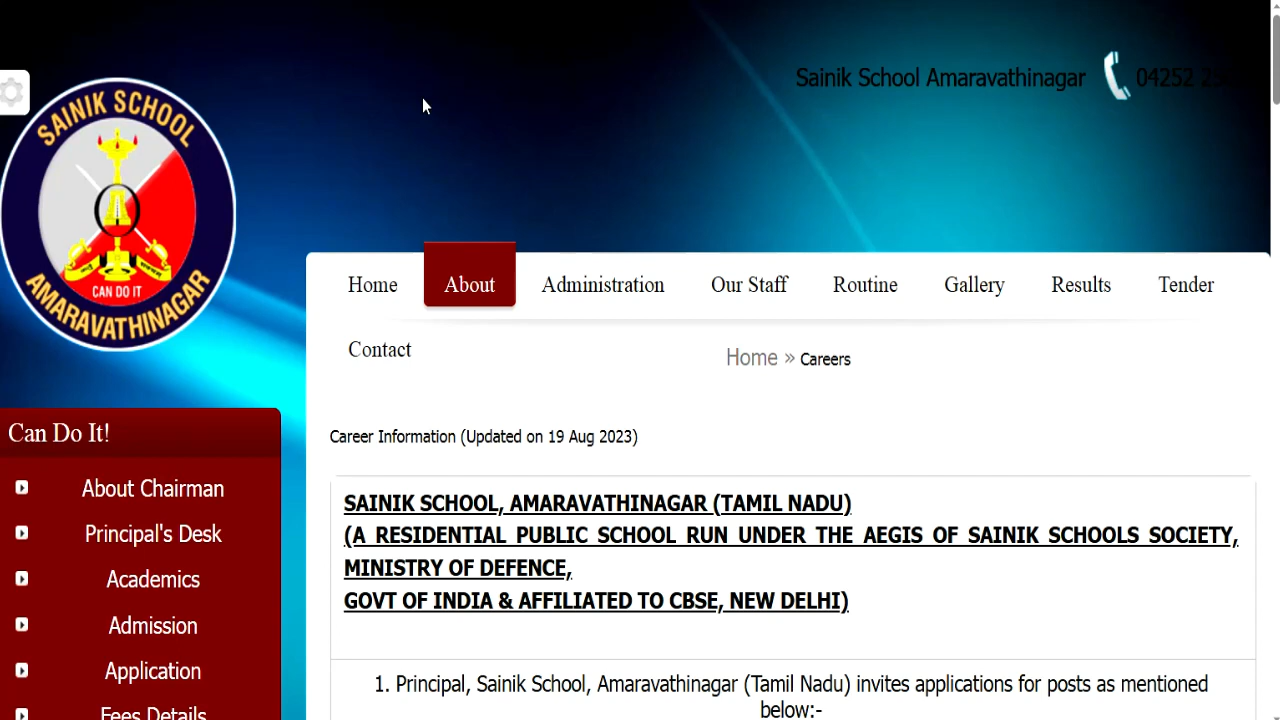 SAINIK SCHOOL
CAN DO IT
AMARAVATHINAGAR
Sainik School Amaravathinagar 04252
Home About Administration Our Staff Routine Gallery Results Tender
Contact
Home » Careers
Can Do It!
About Chairman
Principal's Desk
Academics
Admission
Application
Fees Details
Career Information (Updated on 19 Aug 2023)
SAINIK SCHOOL, AMARAVATHINAGAR (TAMIL NADU)
(A RESIDENTIAL PUBLIC SCHOOL RUN UNDER THE AEGIS OF SAINIK SCHOOLS SOCIETY,
MINISTRY OF DEFENCE,
GOVT OF INDIA & AFFILIATED TO CBSE, NEW DELHI)
1. Principal, Sainik School, Amaravathinagar (Tamil Nadu) invites applications for posts as mentioned
below:-